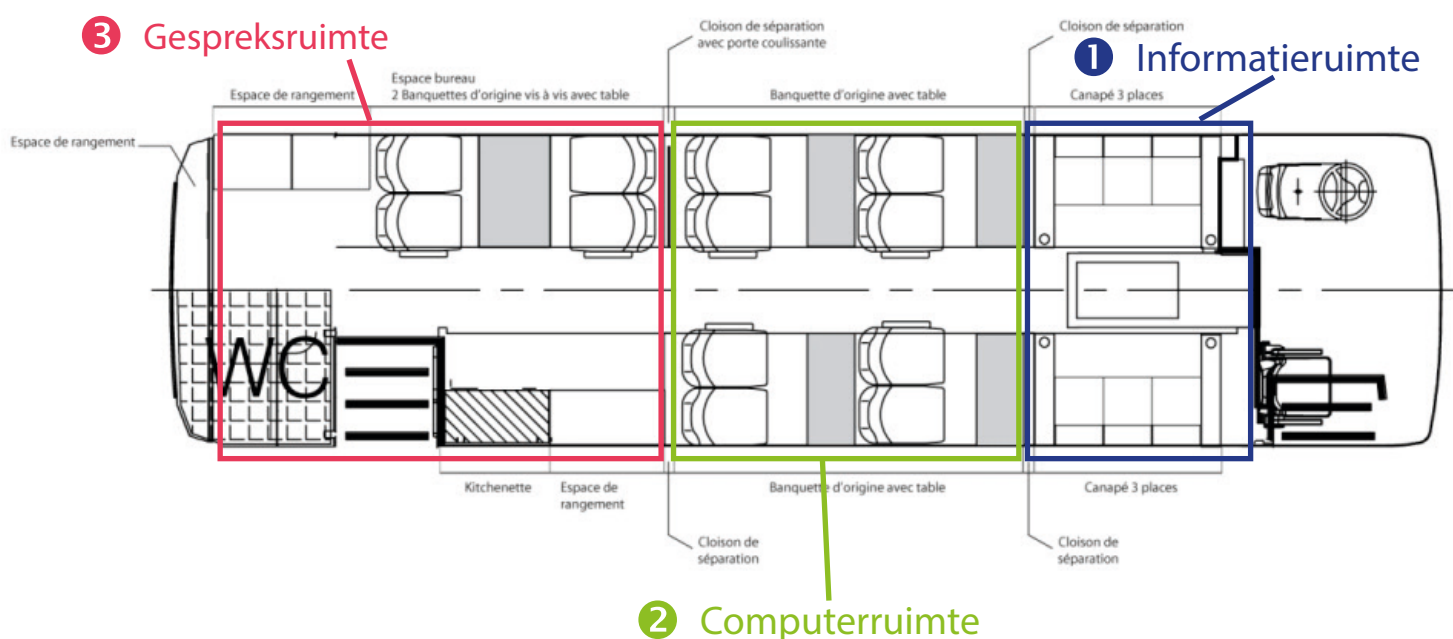 ❸ Gespreksruimte
Cloison de séparation
avec porte coulissante
Cloison de séparation
❶ Informatieruimte
Espace bureau
Espace de rangement
2 Banquettes d'origine vis à vis avec table
Banquette d'origine avec table
Canapé 3 places
Espace de rangement
WC
Kitchenette
Espace de
rangement
Banquette d'origine avec table
Canapé 3 places
Cloison de
séparation
Cloison de
séparation
❷ Computerruimte